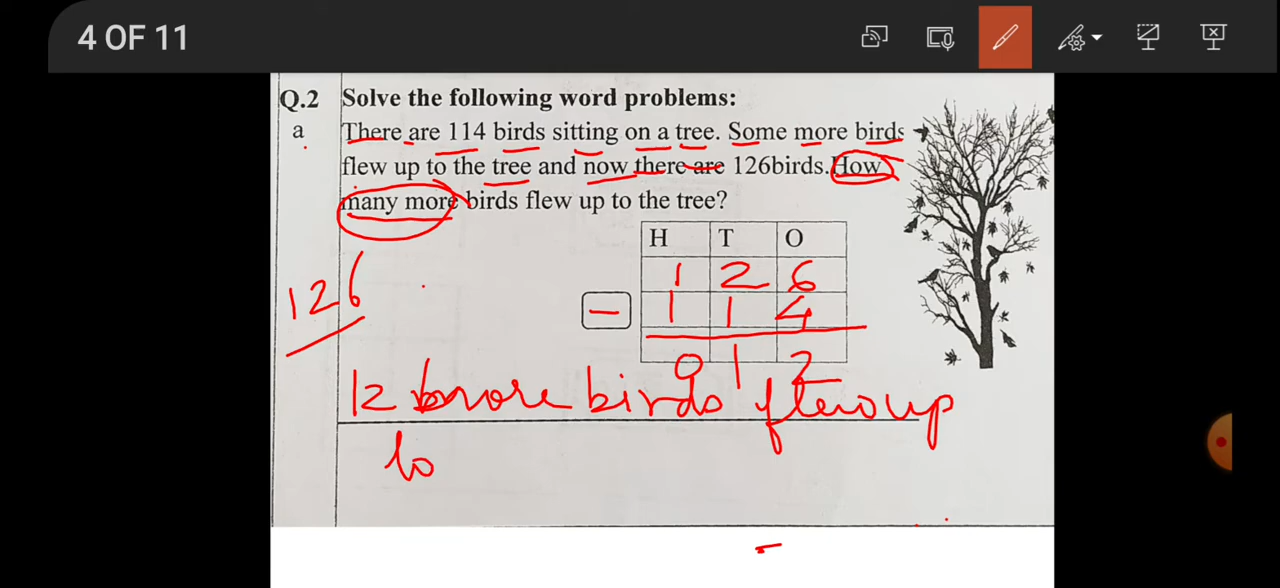 4 OF 11
Q.2 Solve the following word problems:
a There are 114 birds sitting on a tree. Some more birds
flew up to the tree and now there are 126birds. How
many more birds flew up to the tree?
H T O
126
1 2 6
− 1 1 4
0 1 2
12 more birds flew up
to